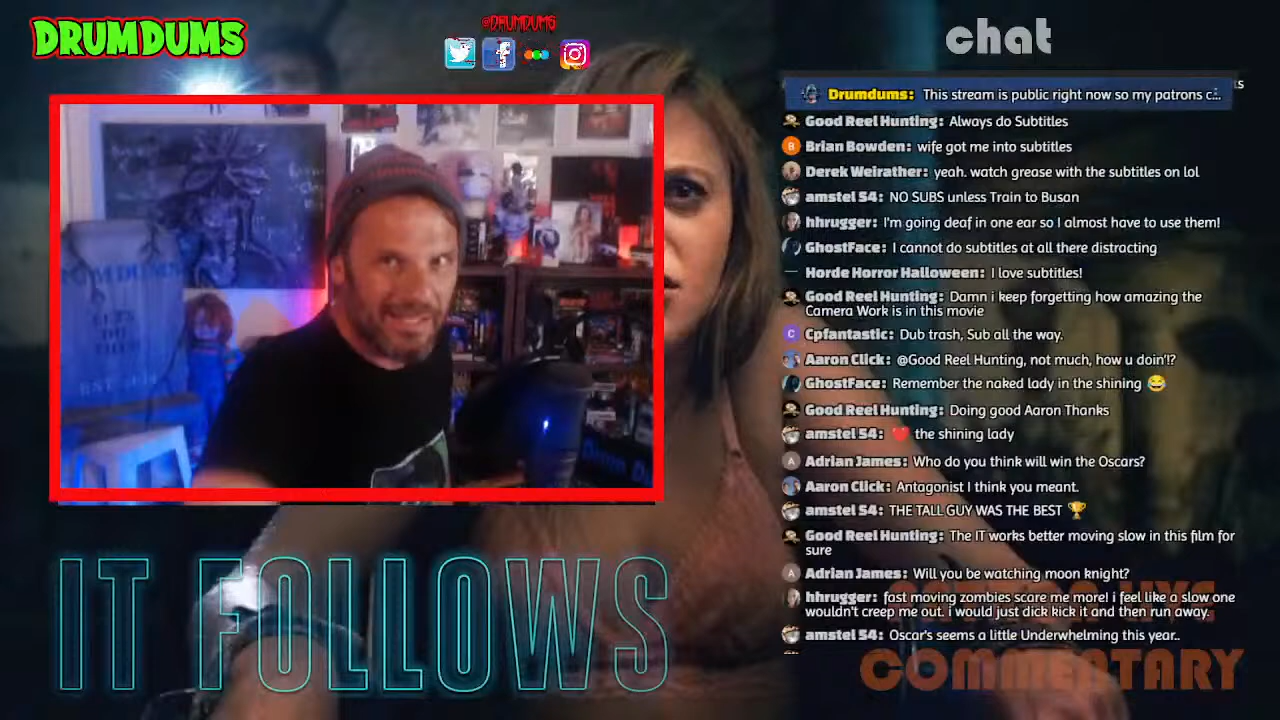 DRUMDUMS
@DRUMDUMS
chat
Drumdums: This stream is public right now so my patrons c...
Good Reel Hunting: Always do Subtitles
Brian Bowden: wife got me into subtitles
Derek Weirather: yeah. watch grease with the subtitles on lol
amstel 54: NO SUBS unless Train to Busan
hhrugger: I'm going deaf in one ear so I almost have to use them!
GhostFace: I cannot do subtitles at all there distracting
Horde Horror Halloween: I love subtitles!
Good Reel Hunting: Damn i keep forgetting how amazing the
Camera Work is in this movie
Cpfantastic: Dub trash, Sub all the way.
Aaron Click: @Good Reel Hunting, not much, how u doin'!?
GhostFace: Remember the naked lady in the shining 😂
Good Reel Hunting: Doing good Aaron Thanks
amstel 54: ❤️ the shining lady
Adrian James: Who do you think will win the Oscars?
Aaron Click: Antagonist I think you meant.
amstel 54: THE TALL GUY WAS THE BEST 🏆
Good Reel Hunting: The IT works better moving slow in this film for
sure
Adrian James: Will you be watching moon knight?
hhrugger: fast moving zombies scare me more! i feel like a slow one
wouldn't creep me out. i would just dick kick it and then run away.
amstel 54: Oscar's seems a little Underwhelming this year..
IT FOLLOWS
LIVE
COMMENTARY